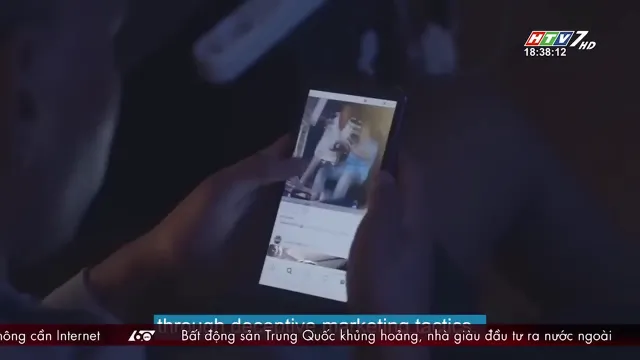 HTV7 HD
18:38:12
through deceptive marketing tactics
hông cần Internet 60 Bất động sản Trung Quốc khủng hoảng, nhà giàu đầu tư ra nước ngoài